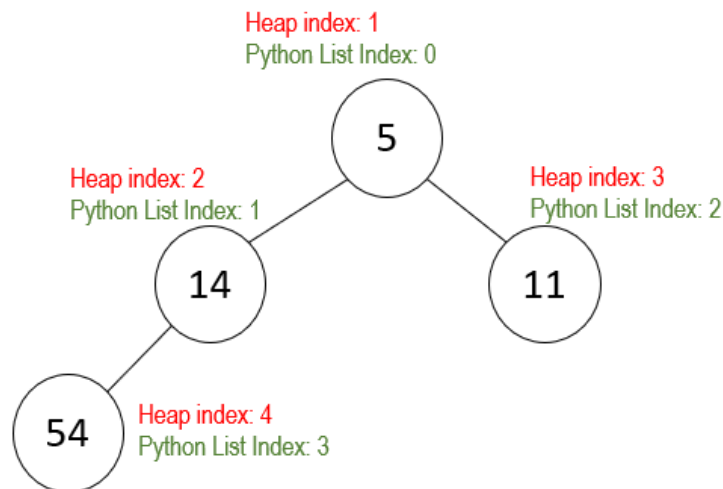 Heap index: 1
Python List Index: 0
5
Heap index: 2
Python List Index: 1
Heap index: 3
Python List Index: 2
14
11
54
Heap index: 4
Python List Index: 3